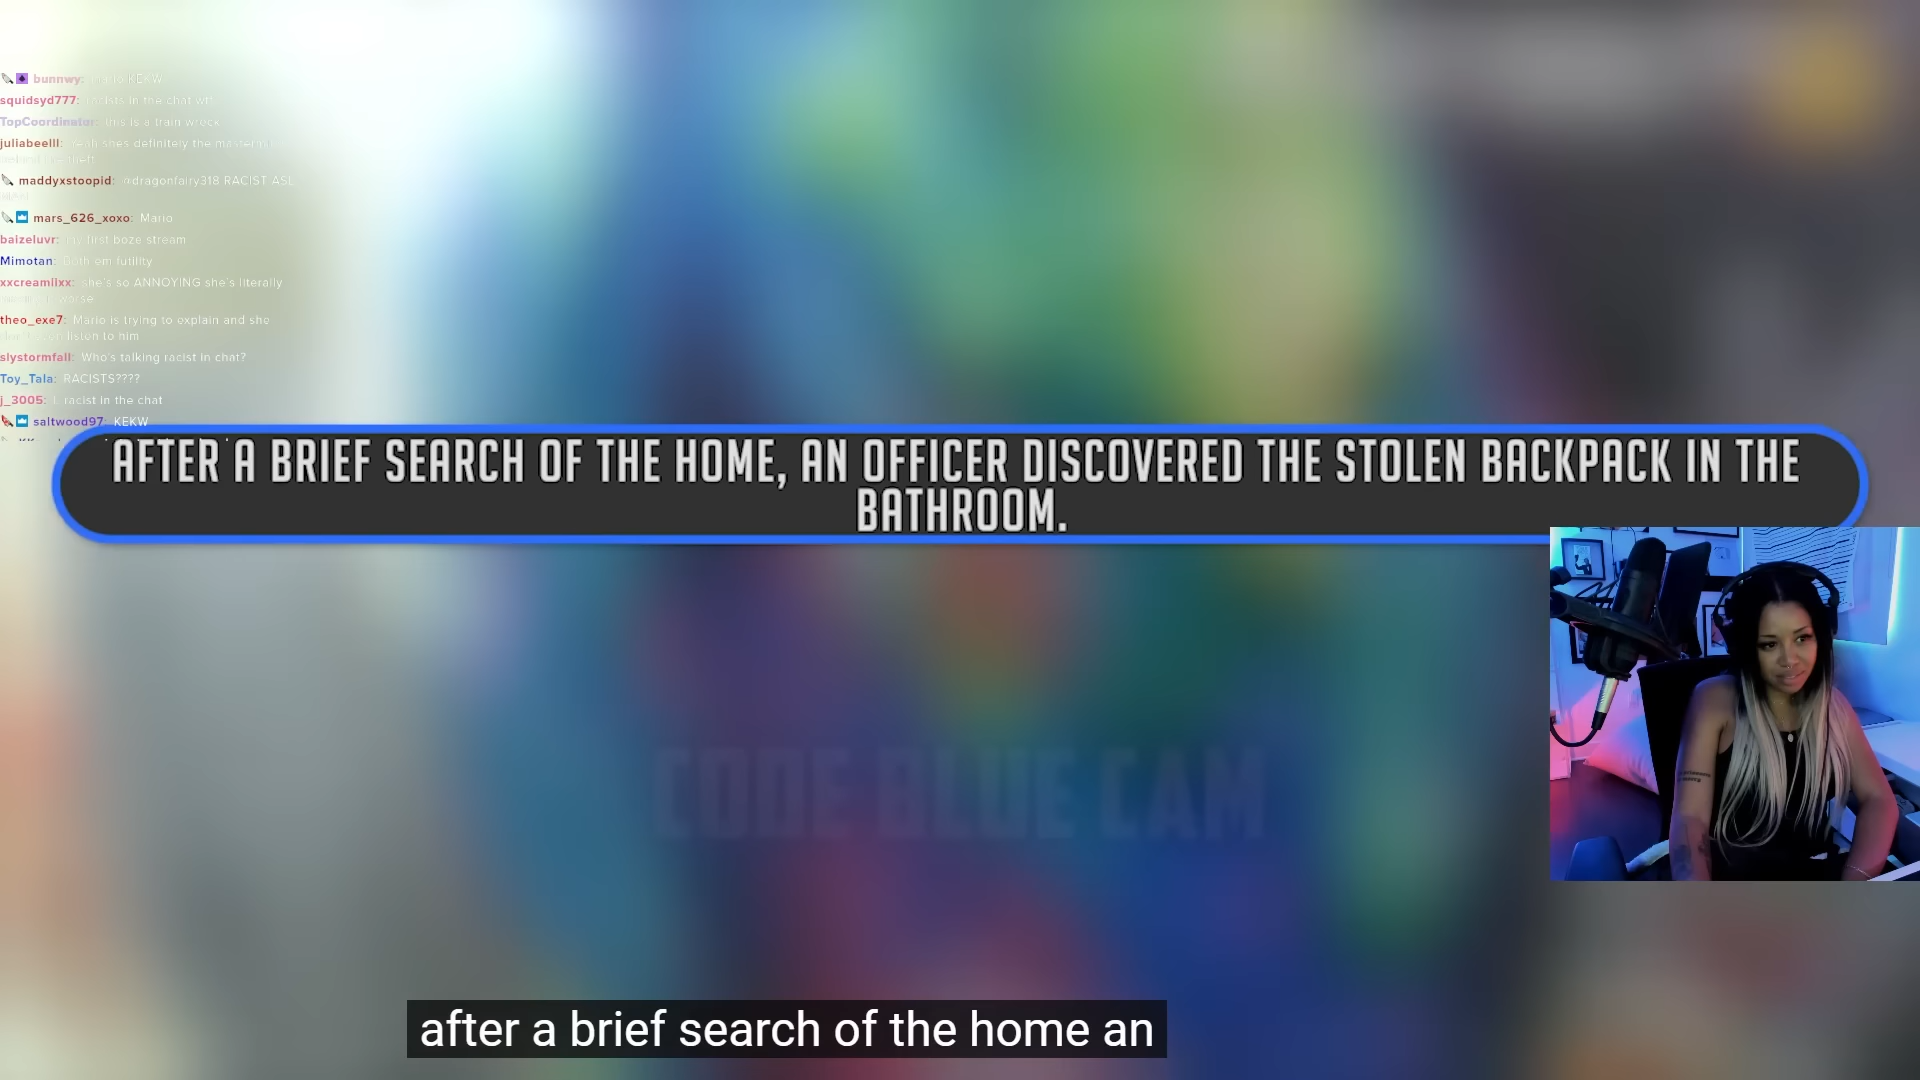 bunnwy: KEKW
squidsyd777: racists in the chat wtf
TopCoordinator: this is a train wreck
juliabeelll: yeah shes definitely the
maddyxstoopid: @dragonfairy318 RACIST ASL
mars_626_xoxo: Mario
baizeluvr: my first boze stream
Mimotan: Both em futility
xxcreamiixx: she's so ANNOYING she's literally
worse
theo_exe7: Mario is trying to explain and she
listen to him
slystormfall: Who's talking racist in chat?
Toy_Tala: RACISTS????
j_3005: L racist in the chat
saltwood97: KEKW
AFTER A BRIEF SEARCH OF THE HOME, AN OFFICER DISCOVERED THE STOLEN BACKPACK IN THE
BATHROOM.
CODE BLUE CAM
after a brief search of the home an